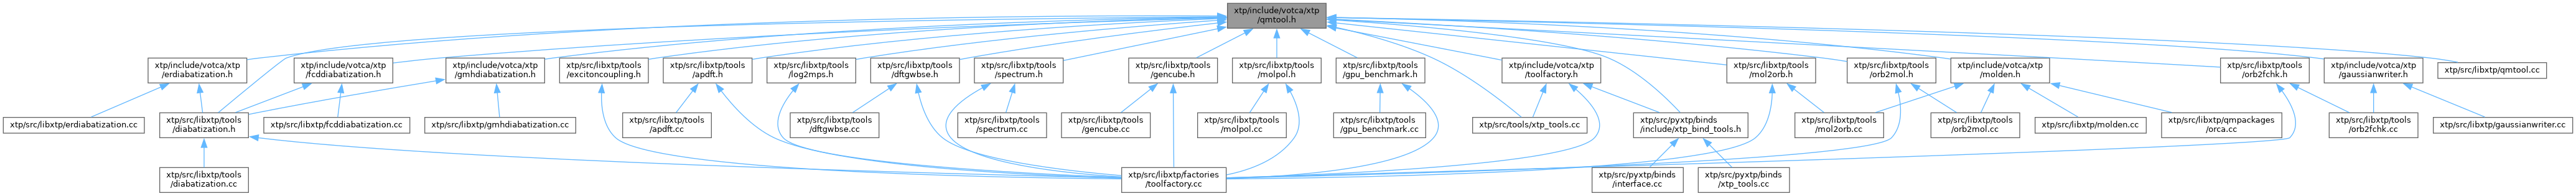 xtp/include/votca/xtp
/qmtool.h
xtp/include/votca/xtp
/erdiabatization.h
xtp/include/votca/xtp
/fcddiabatization.h
xtp/include/votca/xtp
/gmhdiabatization.h
xtp/src/libxtp/tools
/excitoncoupling.h
xtp/src/libxtp/tools
/apdft.h
xtp/src/libxtp/tools
/log2mps.h
xtp/src/libxtp/tools
/dftgwbse.h
xtp/src/libxtp/tools
/spectrum.h
xtp/src/libxtp/tools
/gencube.h
xtp/src/libxtp/tools
/molpol.h
xtp/src/libxtp/tools
/gpu_benchmark.h
xtp/include/votca/xtp
/toolfactory.h
xtp/src/libxtp/tools
/mol2orb.h
xtp/src/libxtp/tools
/orb2mol.h
xtp/include/votca/xtp
/molden.h
xtp/src/libxtp/tools
/orb2fchk.h
xtp/include/votca/xtp
/gaussianwriter.h
xtp/src/libxtp/qmtool.cc
xtp/src/libxtp/erdiabatization.cc
xtp/src/libxtp/tools
/diabatization.h
xtp/src/libxtp/fcddiabatization.cc
xtp/src/libxtp/gmhdiabatization.cc
xtp/src/libxtp/tools
/apdft.cc
xtp/src/libxtp/tools
/dftgwbse.cc
xtp/src/libxtp/tools
/spectrum.cc
xtp/src/libxtp/tools
/gencube.cc
xtp/src/libxtp/tools
/molpol.cc
xtp/src/libxtp/tools
/gpu_benchmark.cc
xtp/src/tools/xtp_tools.cc
xtp/src/pyxtp/binds
/include/xtp_bind_tools.h
xtp/src/libxtp/tools
/mol2orb.cc
xtp/src/libxtp/tools
/orb2mol.cc
xtp/src/libxtp/molden.cc
xtp/src/libxtp/qmpackages
/orca.cc
xtp/src/libxtp/tools
/orb2fchk.cc
xtp/src/libxtp/gaussianwriter.cc
xtp/src/libxtp/tools
/diabatization.cc
xtp/src/libxtp/factories
/toolfactory.cc
xtp/src/pyxtp/binds
/interface.cc
xtp/src/pyxtp/binds
/xtp_tools.cc